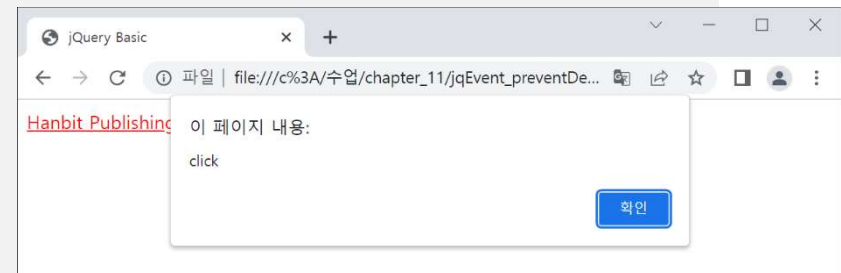 jQuery Basic
파일 | file:///c%3A/수업/chapter_11/jqEvent_preventDe...
Hanbit Publishing
이 페이지 내용:
click
확인